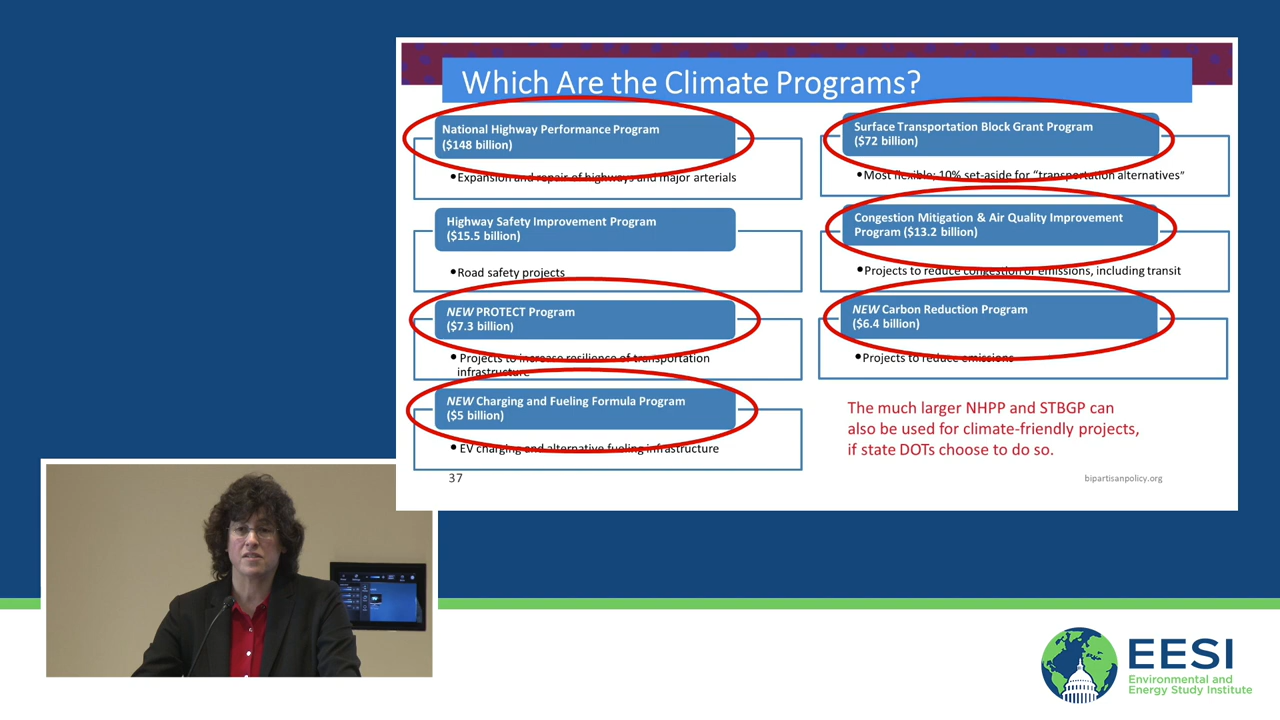 Which Are the Climate Programs?
National Highway Performance Program
($148 billion)
•Expansion and repair of highways and major arterials
Highway Safety Improvement Program
($15.5 billion)
•Road safety projects
NEW PROTECT Program
($7.3 billion)
• Projects to increase resilience of transportation
infrastructure
NEW Charging and Fueling Formula Program
($5 billion)
• EV charging and alternative fueling infrastructure
Surface Transportation Block Grant Program
($72 billion)
•Most flexible; 10% set-aside for “transportation alternatives”
Congestion Mitigation & Air Quality Improvement
Program ($13.2 billion)
•Projects to reduce congestion or emissions, including transit
NEW Carbon Reduction Program
($6.4 billion)
•Projects to reduce emissions
The much larger NHPP and STBGP can
also be used for climate-friendly projects,
if state DOTs choose to do so.
37
bipartisanpolicy.org
EESI
Environmental and
Energy Study Institute